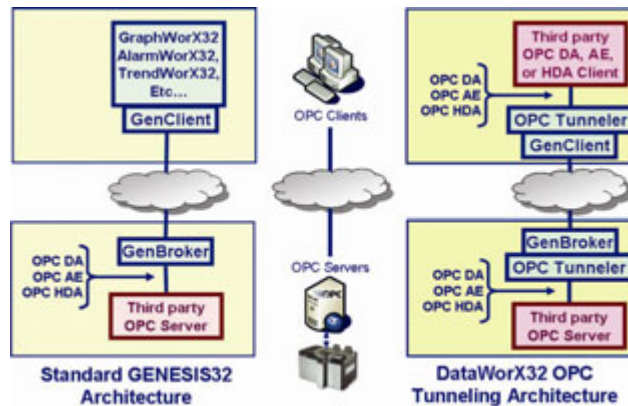 GraphWorX32
AlarmWorX32,
TrendWorX32,
Etc...
GenClient
GenBroker
OPC DA
OPC AE
OPC HDA
Third party
OPC Server
Standard GENESIS32
Architecture
OPC Clients
OPC Servers
OPC
Third party
OPC DA, AE,
or HDA Client
OPC DA
OPC AE
OPC HDA
OPC Tunneler
GenClient
GenBroker
OPC Tunneler
OPC DA
OPC AE
OPC HDA
Third party
OPC Server
DataWorX32 OPC
Tunneling Architecture